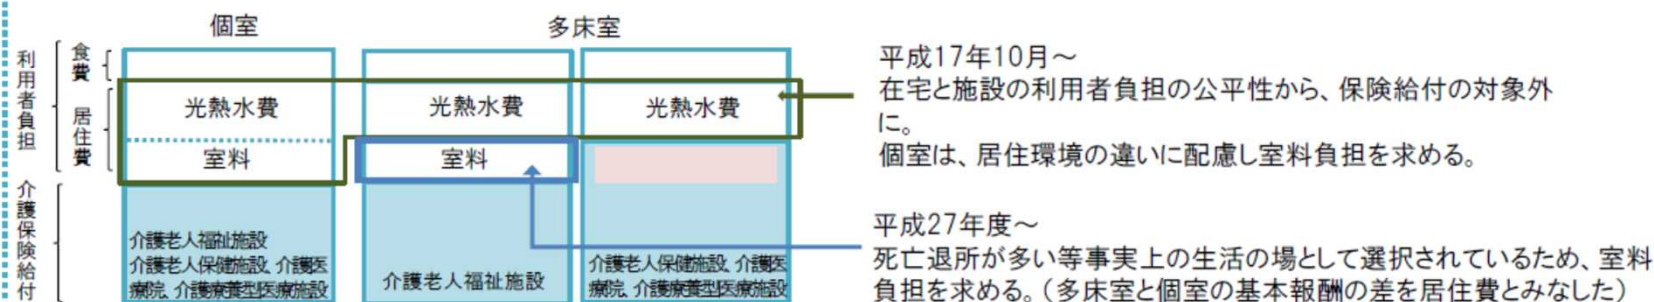 個室
多床室
利用者負担
食費
居住費
介護保険給付
光熱水費
室料
介護老人福祉施設
介護老人保健施設、介護医
療院、介護療養型医療施設
光熱水費
室料
介護老人福祉施設
光熱水費
介護老人保健施設、介護医
療院、介護療養型医療施設
平成17年10月～
在宅と施設の利用者負担の公平性から、保険給付の対象外
に。
個室は、居住環境の違いに配慮し室料負担を求める。
平成27年度～
死亡退所が多い等事実上の生活の場として選択されているため、室料
負担を求める。（多床室と個室の基本報酬の差を居住費とみなした）